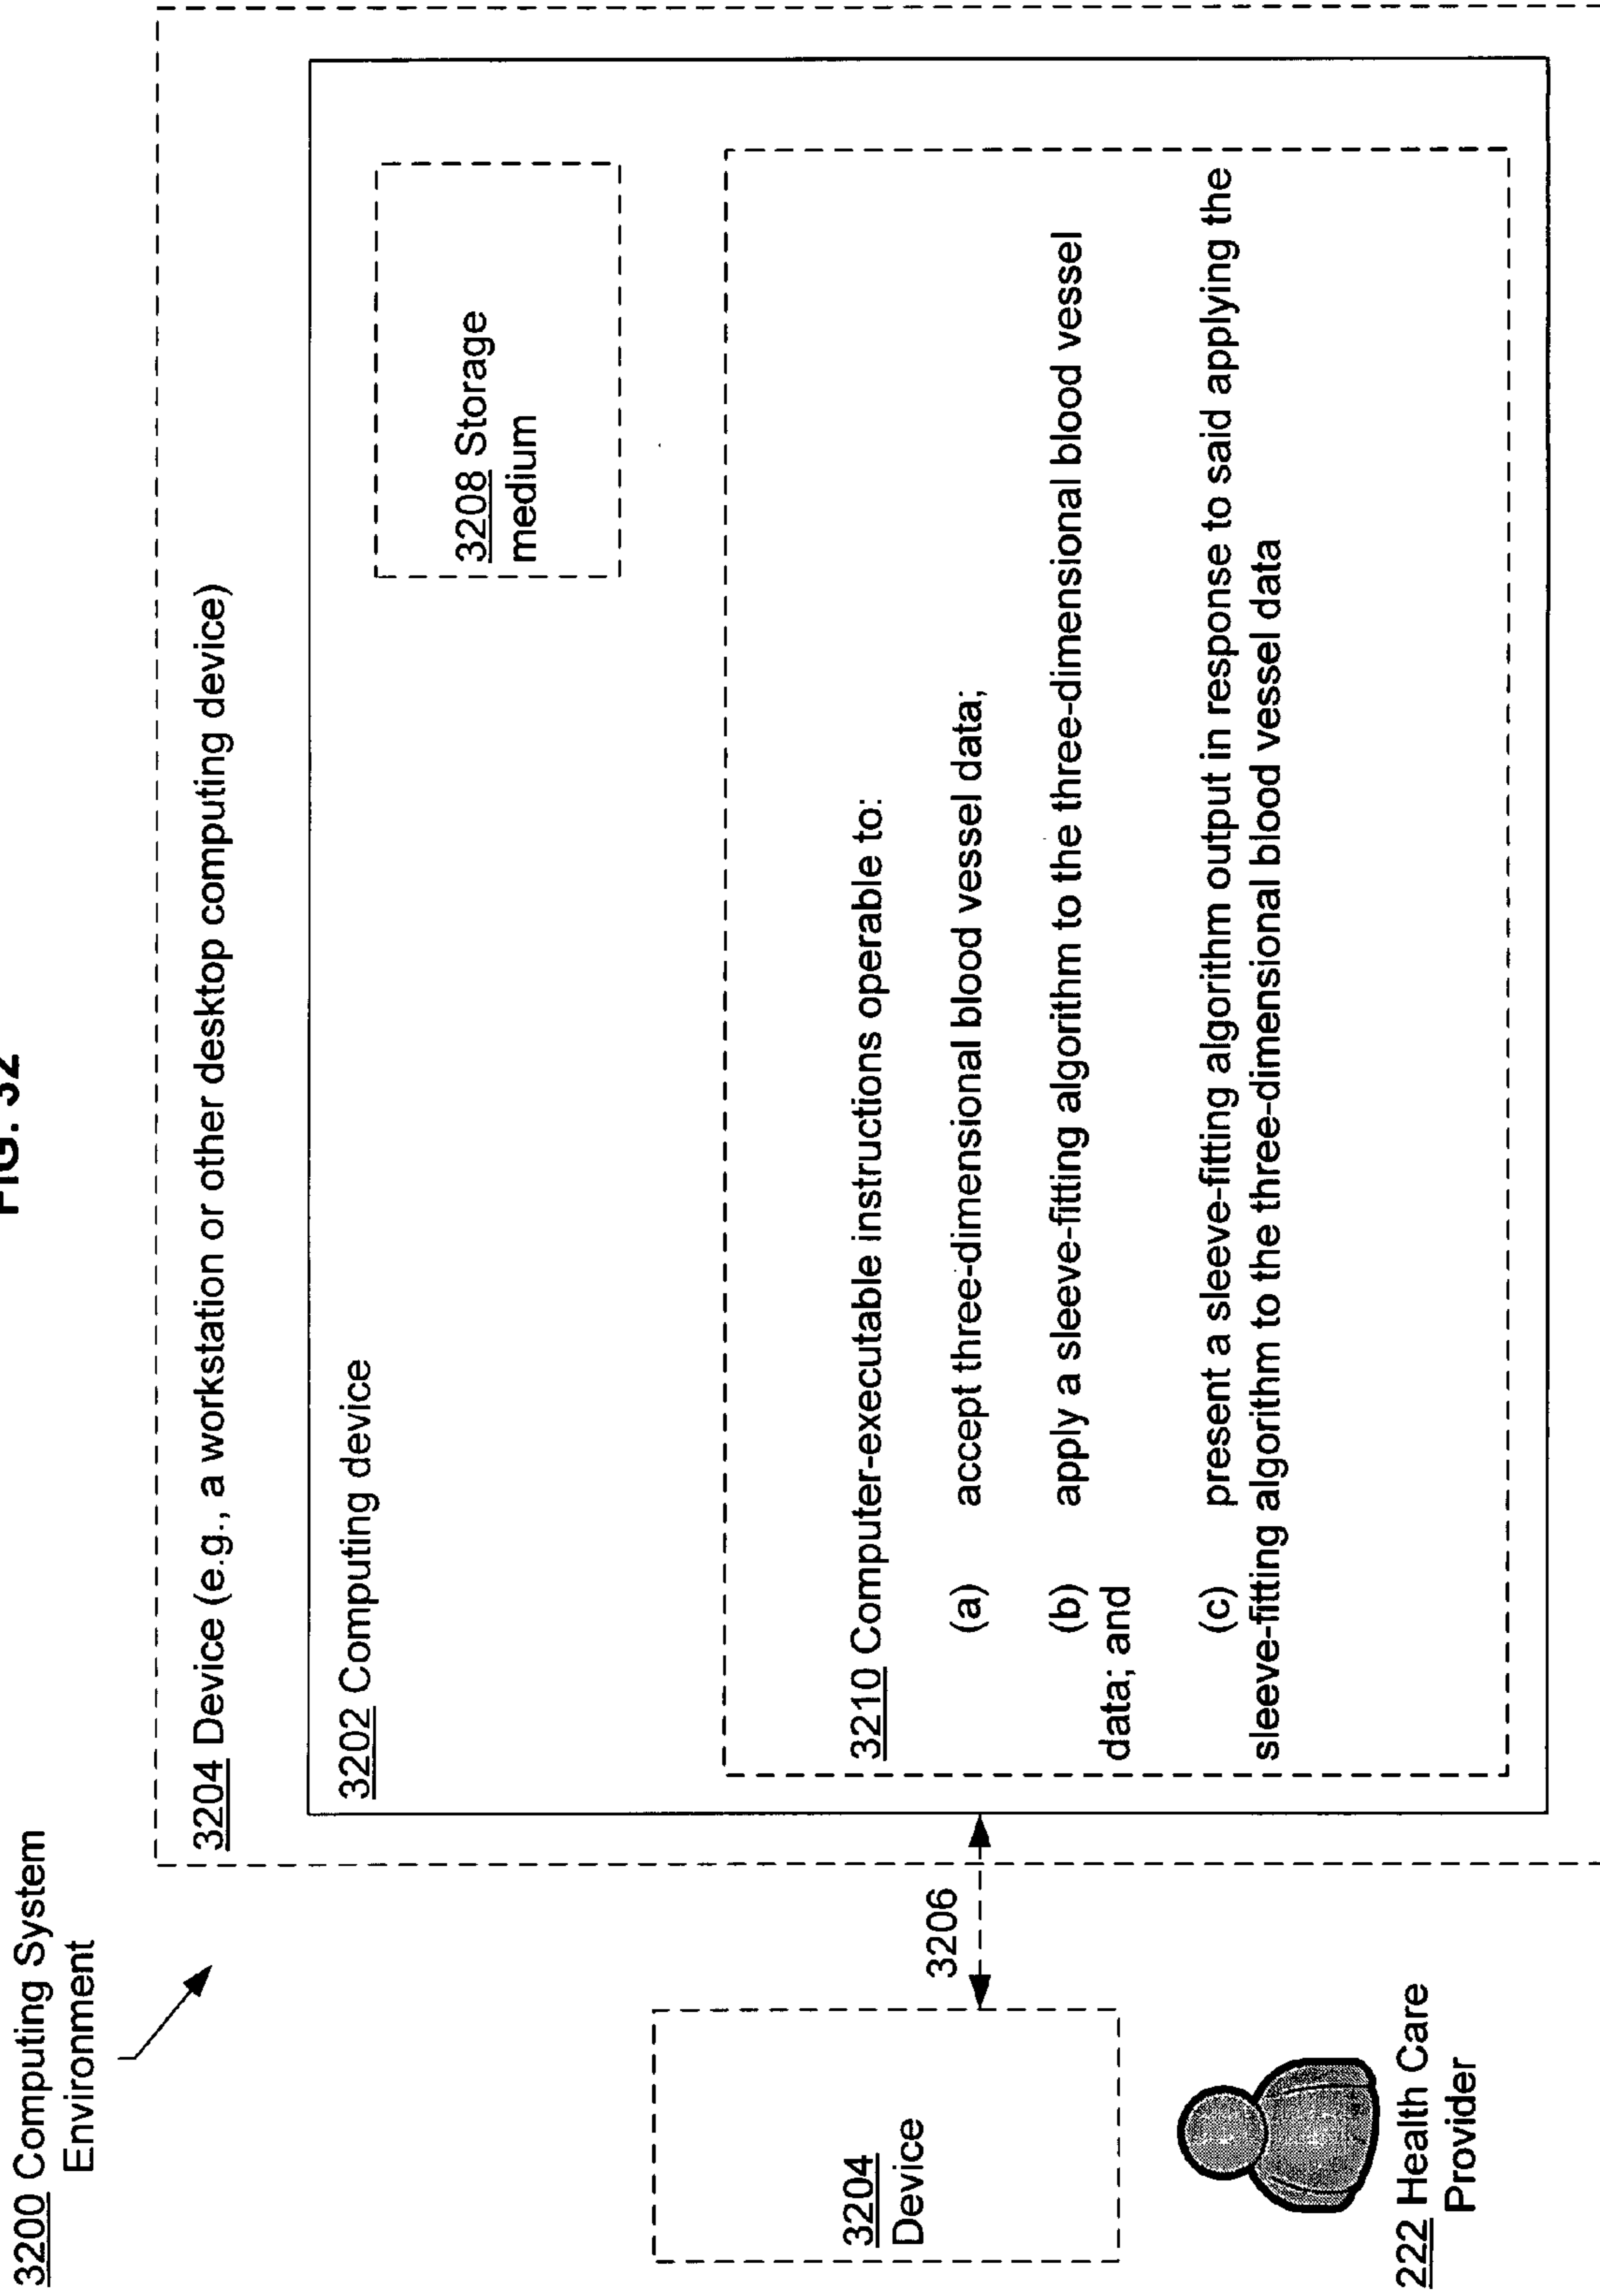 FIG. 32
3200 Computing System
Environment
3204 Device (e.g., a workstation or other desktop computing device)
3202 Computing device
3208 Storage
medium
3210 Computer-executable instructions operable to:
(a) accept three-dimensional blood vessel data;
(b) apply a sleeve-fitting algorithm to the three-dimensional blood vessel
data; and
(c) present a sleeve-fitting algorithm output in response to said applying the
sleeve-fitting algorithm to the three-dimensional blood vessel data
3206
3204
Device
222 Health Care
Provider